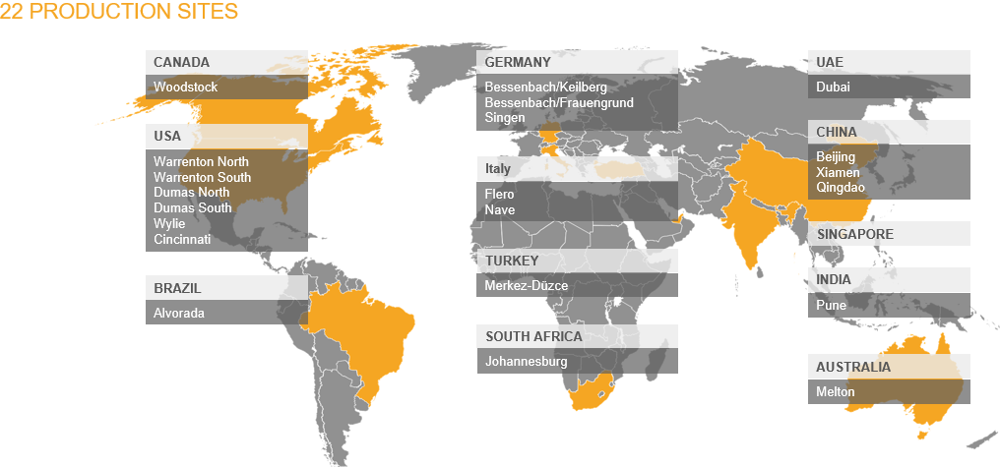 22 PRODUCTION SITES
CANADA
Woodstock
USA
Warrenton North
Warrenton South
Dumas North
Dumas South
Wylie
Cincinnati
BRAZIL
Alvorada
GERMANY
Bessenbach/Keilberg
Bessenbach/Frauengrund
Singen
Italy
Flero
Nave
TURKEY
Merkez-Düzce
SOUTH AFRICA
Johannesburg
UAE
Dubai
CHINA
Beijing
Xiamen
Qingdao
SINGAPORE
INDIA
Pune
AUSTRALIA
Melton